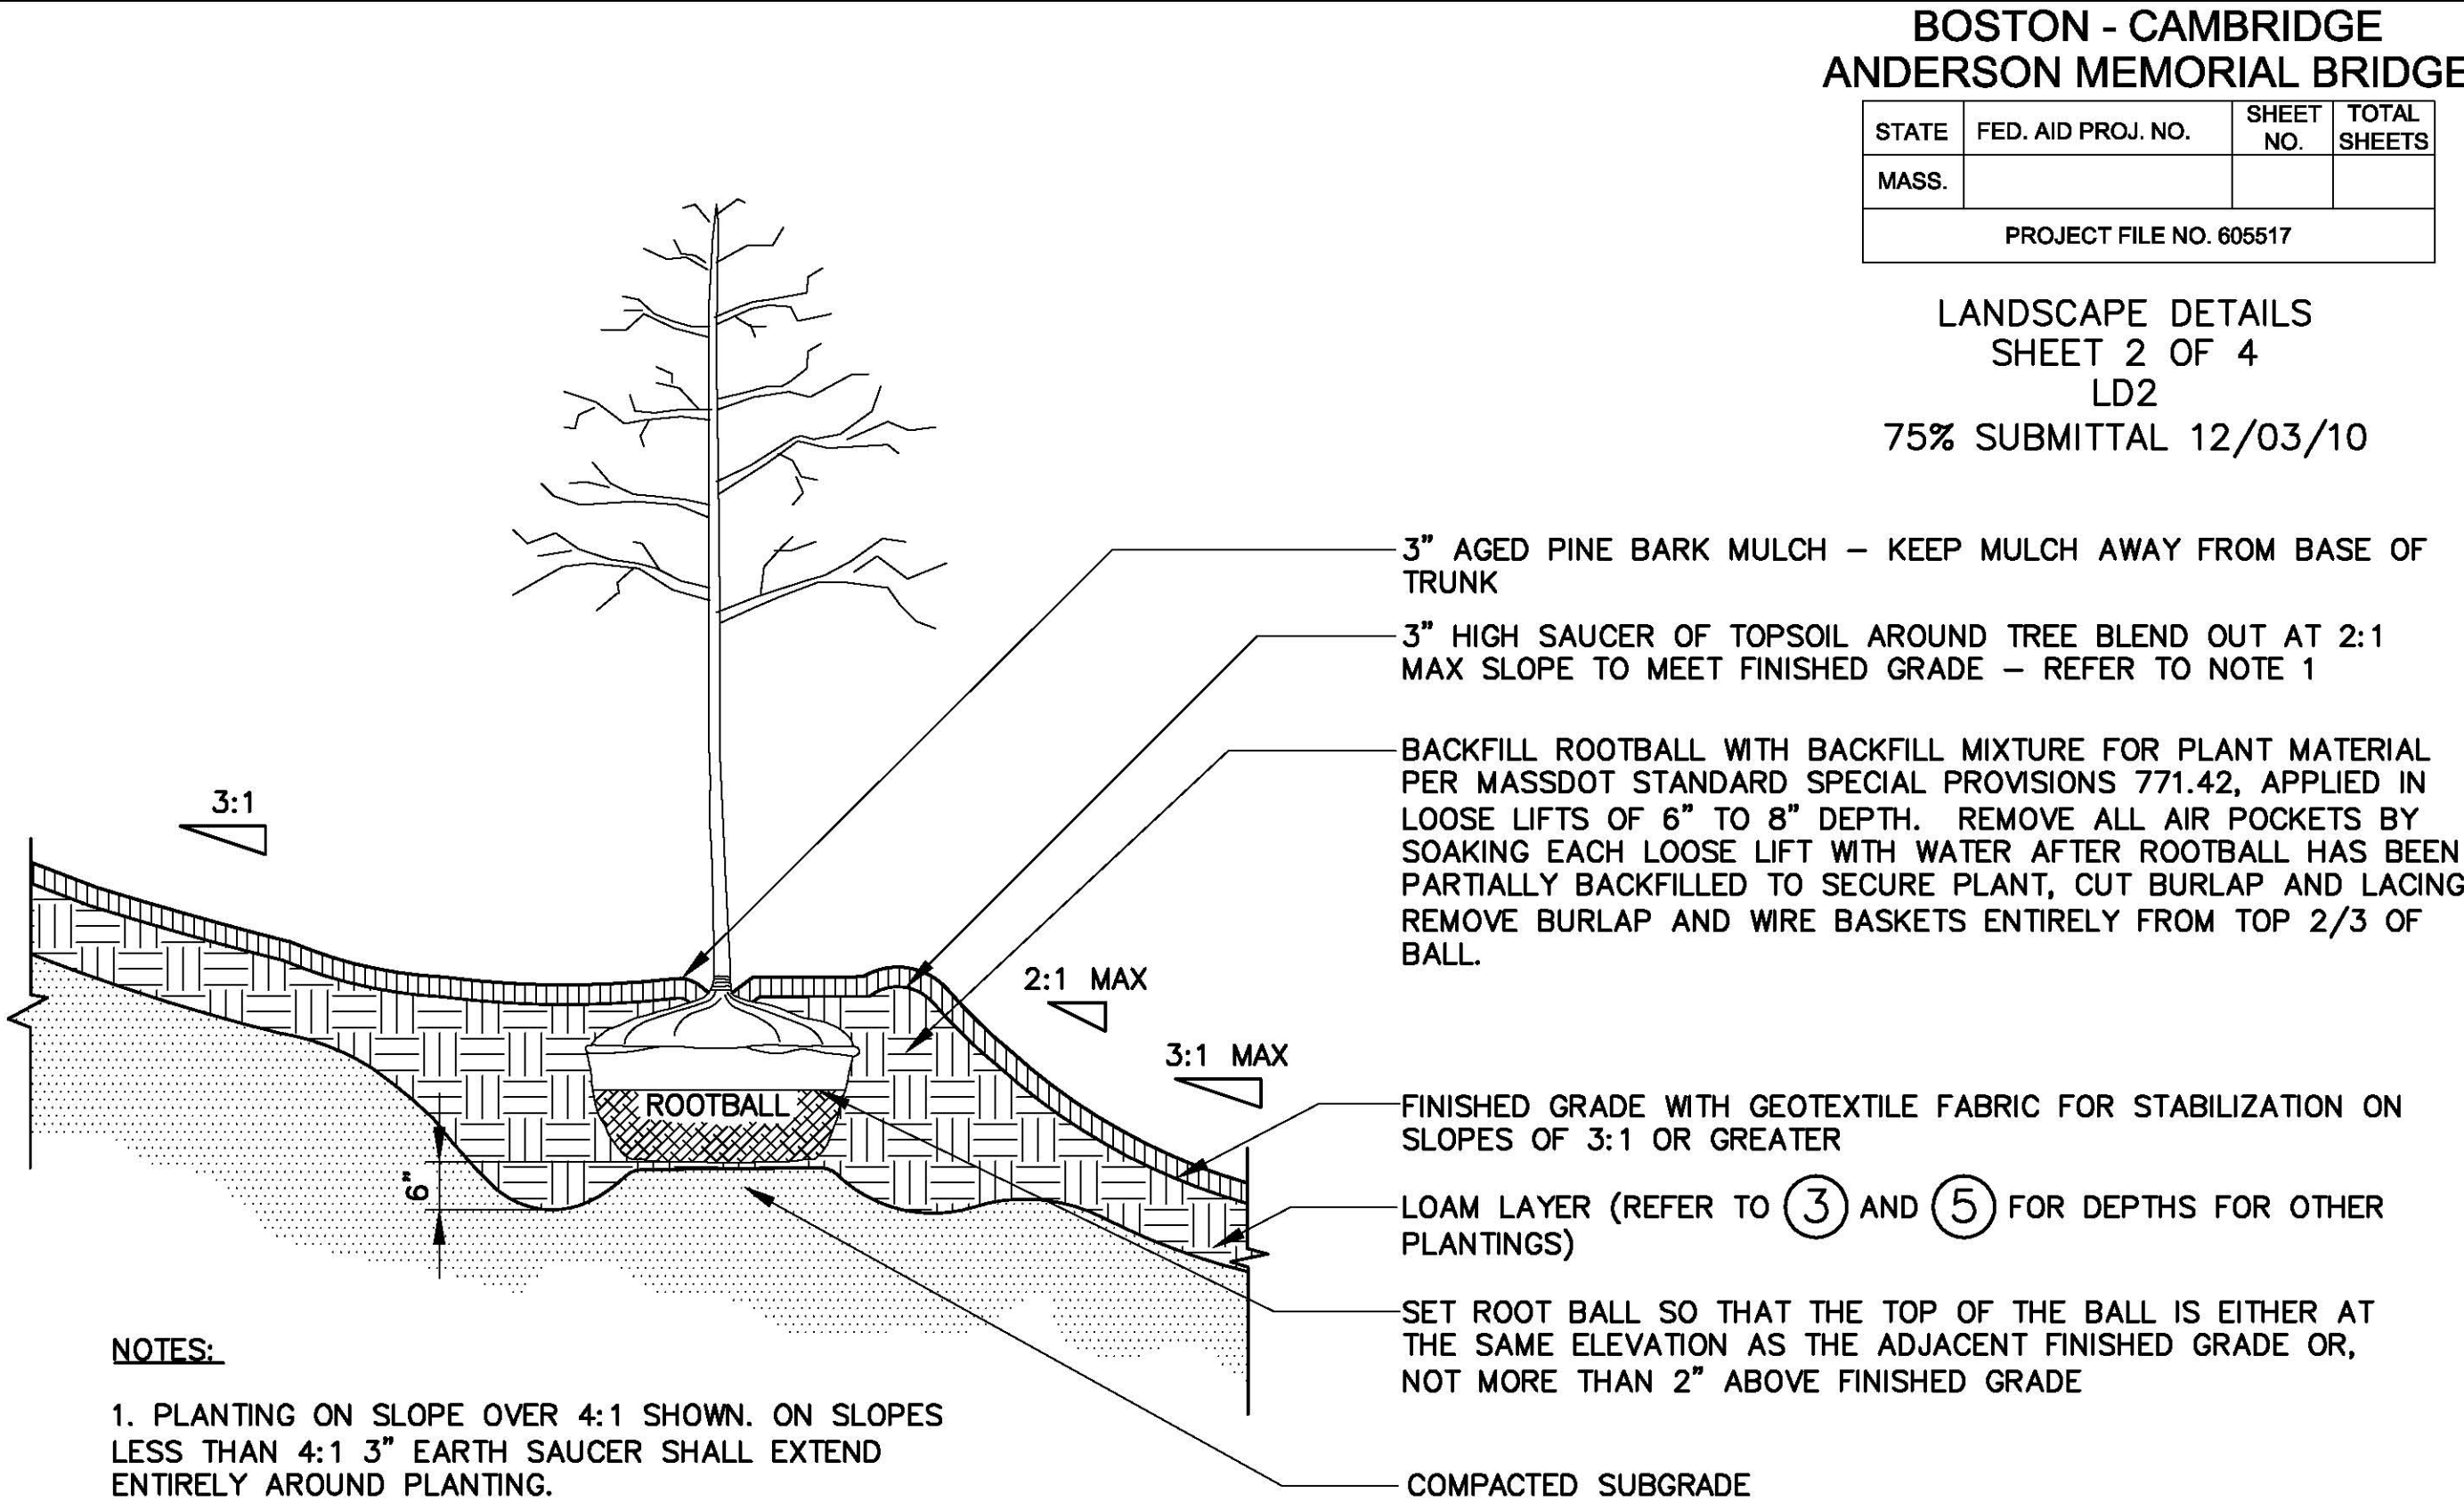 BOSTON - CAMBRIDGE
ANDERSON MEMORIAL BRIDGE
STATE
FED. AID PROJ. NO.
SHEET
NO.
TOTAL
SHEETS
MASS.
PROJECT FILE NO. 605517
LANDSCAPE DETAILS
SHEET 2 OF 4
LD2
75% SUBMITTAL 12/03/10
3" AGED PINE BARK MULCH – KEEP MULCH AWAY FROM BASE OF
TRUNK
3" HIGH SAUCER OF TOPSOIL AROUND TREE BLEND OUT AT 2:1
MAX SLOPE TO MEET FINISHED GRADE – REFER TO NOTE 1
BACKFILL ROOTBALL WITH BACKFILL MIXTURE FOR PLANT MATERIAL
PER MASSDOT STANDARD SPECIAL PROVISIONS 771.42, APPLIED IN
LOOSE LIFTS OF 6" TO 8" DEPTH. REMOVE ALL AIR POCKETS BY
SOAKING EACH LOOSE LIFT WITH WATER AFTER ROOTBALL HAS BEEN
PARTIALLY BACKFILLED TO SECURE PLANT, CUT BURLAP AND LACING
REMOVE BURLAP AND WIRE BASKETS ENTIRELY FROM TOP 2/3 OF
BALL.
3:1
2:1 MAX
3:1 MAX
ROOTBALL
6"
FINISHED GRADE WITH GEOTEXTILE FABRIC FOR STABILIZATION ON
SLOPES OF 3:1 OR GREATER
LOAM LAYER (REFER TO 3 AND 5 FOR DEPTHS FOR OTHER
PLANTINGS)
SET ROOT BALL SO THAT THE TOP OF THE BALL IS EITHER AT
THE SAME ELEVATION AS THE ADJACENT FINISHED GRADE OR,
NOT MORE THAN 2" ABOVE FINISHED GRADE
COMPACTED SUBGRADE
NOTES:
1. PLANTING ON SLOPE OVER 4:1 SHOWN. ON SLOPES
LESS THAN 4:1 3" EARTH SAUCER SHALL EXTEND
ENTIRELY AROUND PLANTING.